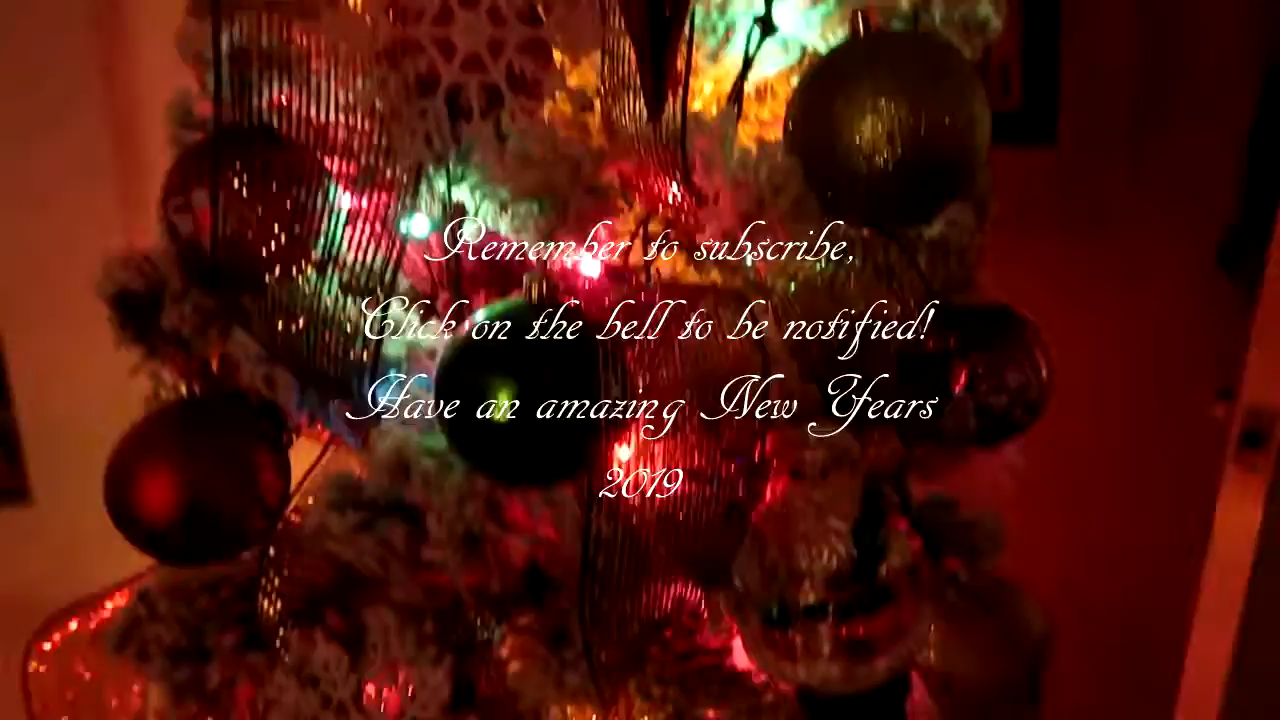 Remember to subscribe,
Click on the bell to be notified!
Have an amazing New Years
2019